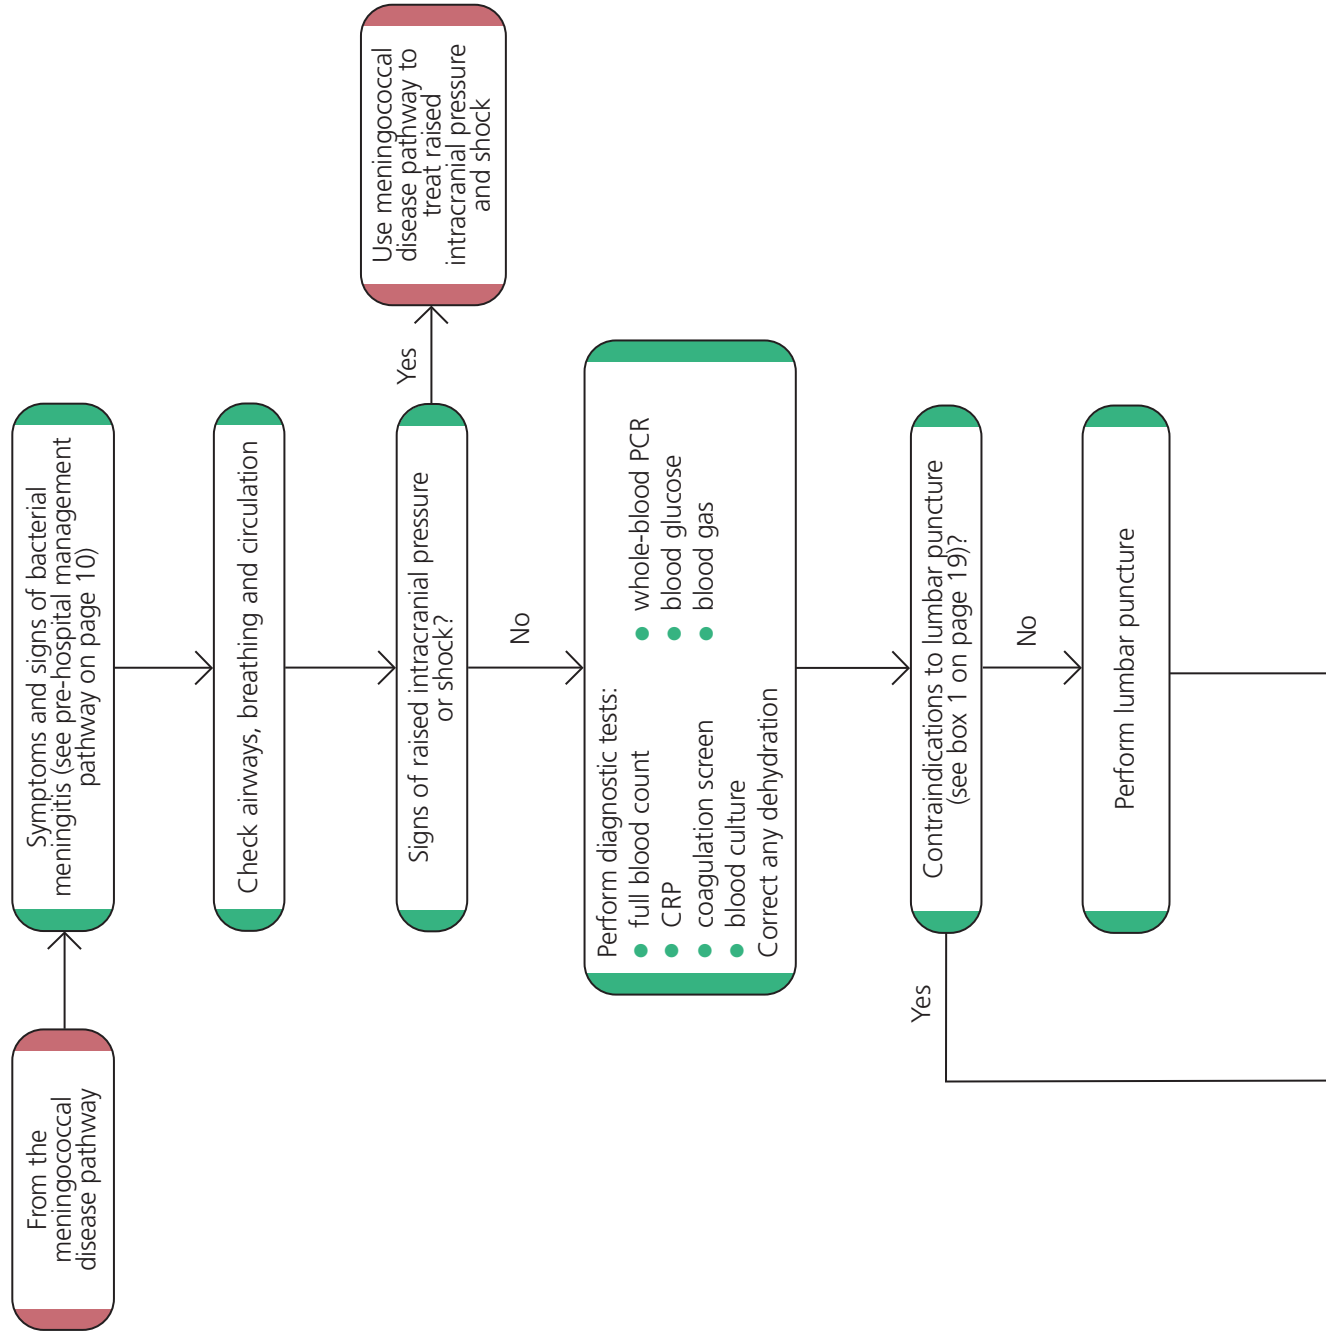 From the
meningococcal
disease pathway
Symptoms and signs of bacterial
meningitis (see pre-hospital management
pathway on page 10)
Check airways, breathing and circulation
Signs of raised intracranial pressure
or shock?
Yes
Use meningococcal
disease pathway to
treat raised
intracranial pressure
and shock
No
Perform diagnostic tests:
● full blood count
● CRP
● coagulation screen
● blood culture
● whole-blood PCR
● blood glucose
● blood gas
Correct any dehydration
Contraindications to lumbar puncture
(see box 1 on page 19)?
Yes
No
Perform lumbar puncture